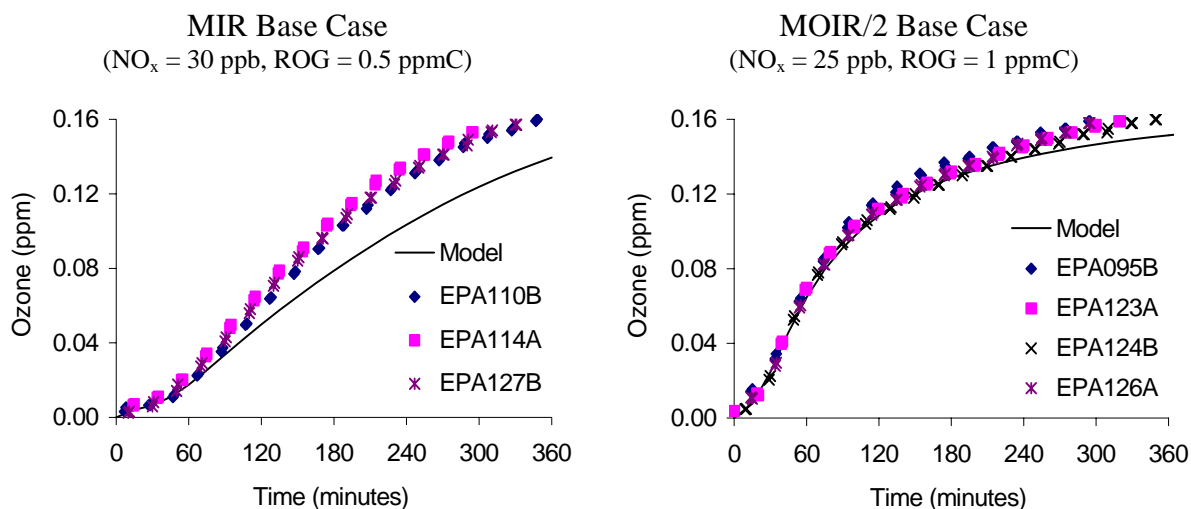 MIR Base Case
(NOx = 30 ppb, ROG = 0.5 ppmC)
0.16
0.12
0.08
0.04
0.00
Ozone (ppm)
Model
EPA110B
EPA114A
EPA127B
0 60 120 180 240 300 360
Time (minutes)
MOIR/2 Base Case
(NOx = 25 ppb, ROG = 1 ppmC)
0.16
0.12
0.08
0.04
0.00
Ozone (ppm)
Model
EPA095B
EPA123A
EPA124B
EPA126A
0 60 120 180 240 300 360
Time (minutes)